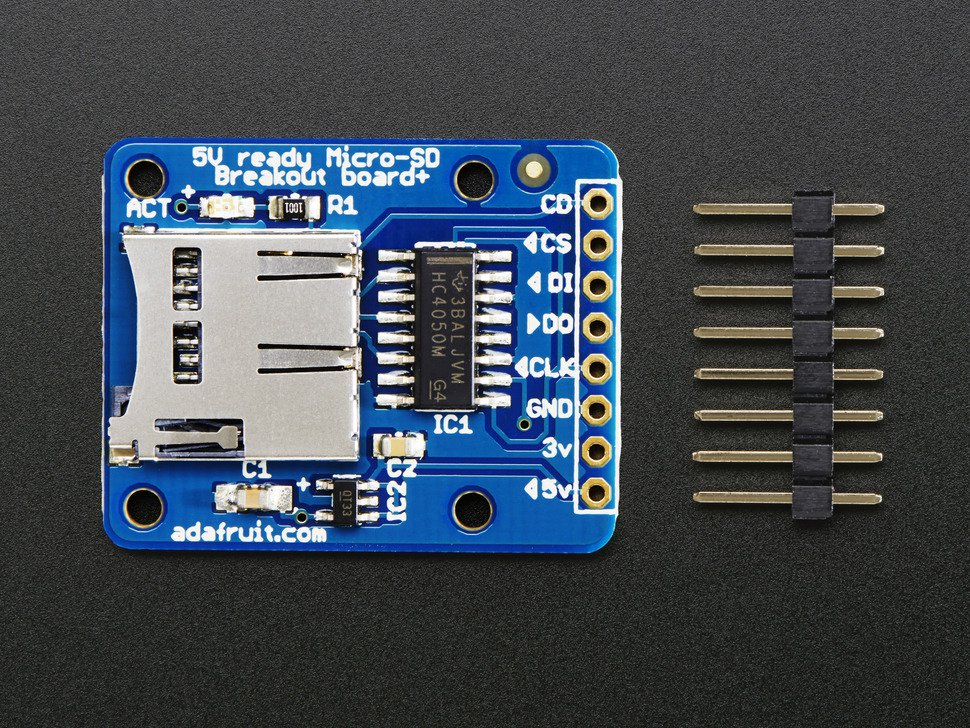 5V ready Micro-SD
Breakout board+
ACT
+
1001
R1
CD
CS
DI
DO
CLK
GND
3v
5v
3BALJVM
HC4050M
G4
IC1
C1
C2
+
QT33
IC2
adafruit.com